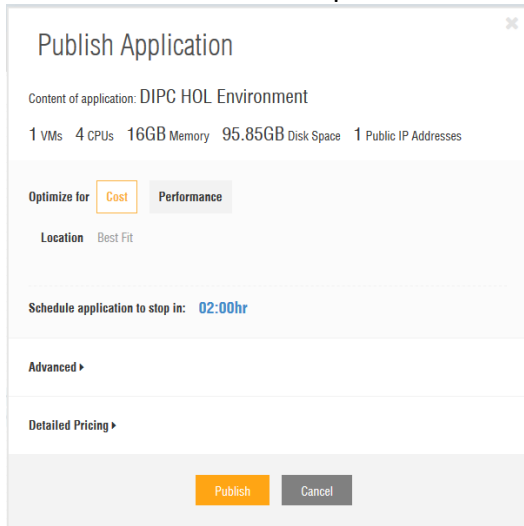 Publish Application
Content of application: DIPC HOL Environment
1 VMs 4 CPUs 16GB Memory 95.85GB Disk Space 1 Public IP Addresses
Optimize for Cost Performance
Location Best Fit
Schedule application to stop in: 02:00hr
Advanced
Detailed Pricing
Publish Cancel